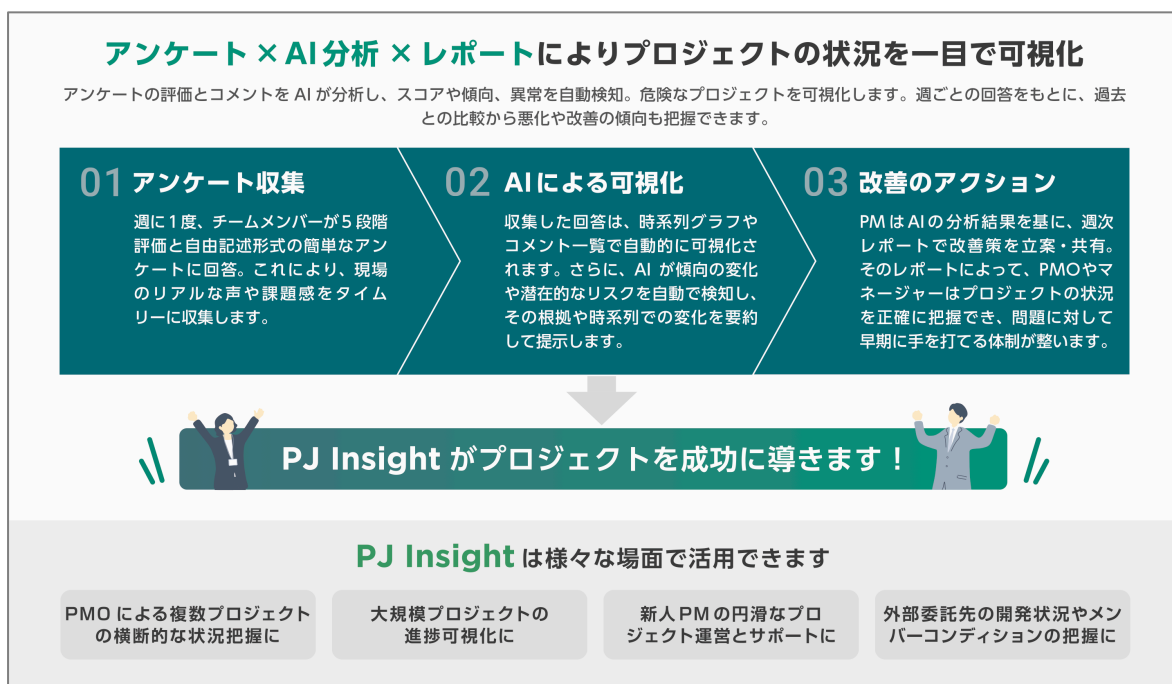 アンケート × AI分析 × レポートによりプロジェクトの状況を一目で可視化
アンケートの評価とコメントを AI が分析し、スコアや傾向、異常を自動検知。危険なプロジェクトを可視化します。週ごとの回答をもとに、過去
との比較から悪化や改善の傾向も把握できます。
01 アンケート収集
週に1度、チームメンバーが5段階
評価と自由記述形式の簡単なアン
ケートに回答。これにより、現場
のリアルな声や課題感をタイム
リーに収集します。
02 AIによる可視化
収集した回答は、時系列グラフや
コメント一覧で自動的に可視化さ
れます。さらに、AI が傾向の変化
や潜在的なリスクを自動で検知し、
その根拠や時系列での変化を要約
して提示します。
03 改善のアクション
PMはAIの分析結果を基に、週次
レポートで改善策を立案・共有。
そのレポートによって、PMOやマ
ネージャーはプロジェクトの状況
を正確に把握でき、問題に対して
早期に手を打てる体制が整います。
PJ Insight がプロジェクトを成功に導きます！
PJ Insight は様々な場面で活用できます
PMO による複数プロジェクト
の横断的な状況把握に
大規模プロジェクトの
進捗可視化に
新人PMの円滑なプロ
ジェクト運営とサポートに
外部委託先の開発状況やメン
バーコンディションの把握に